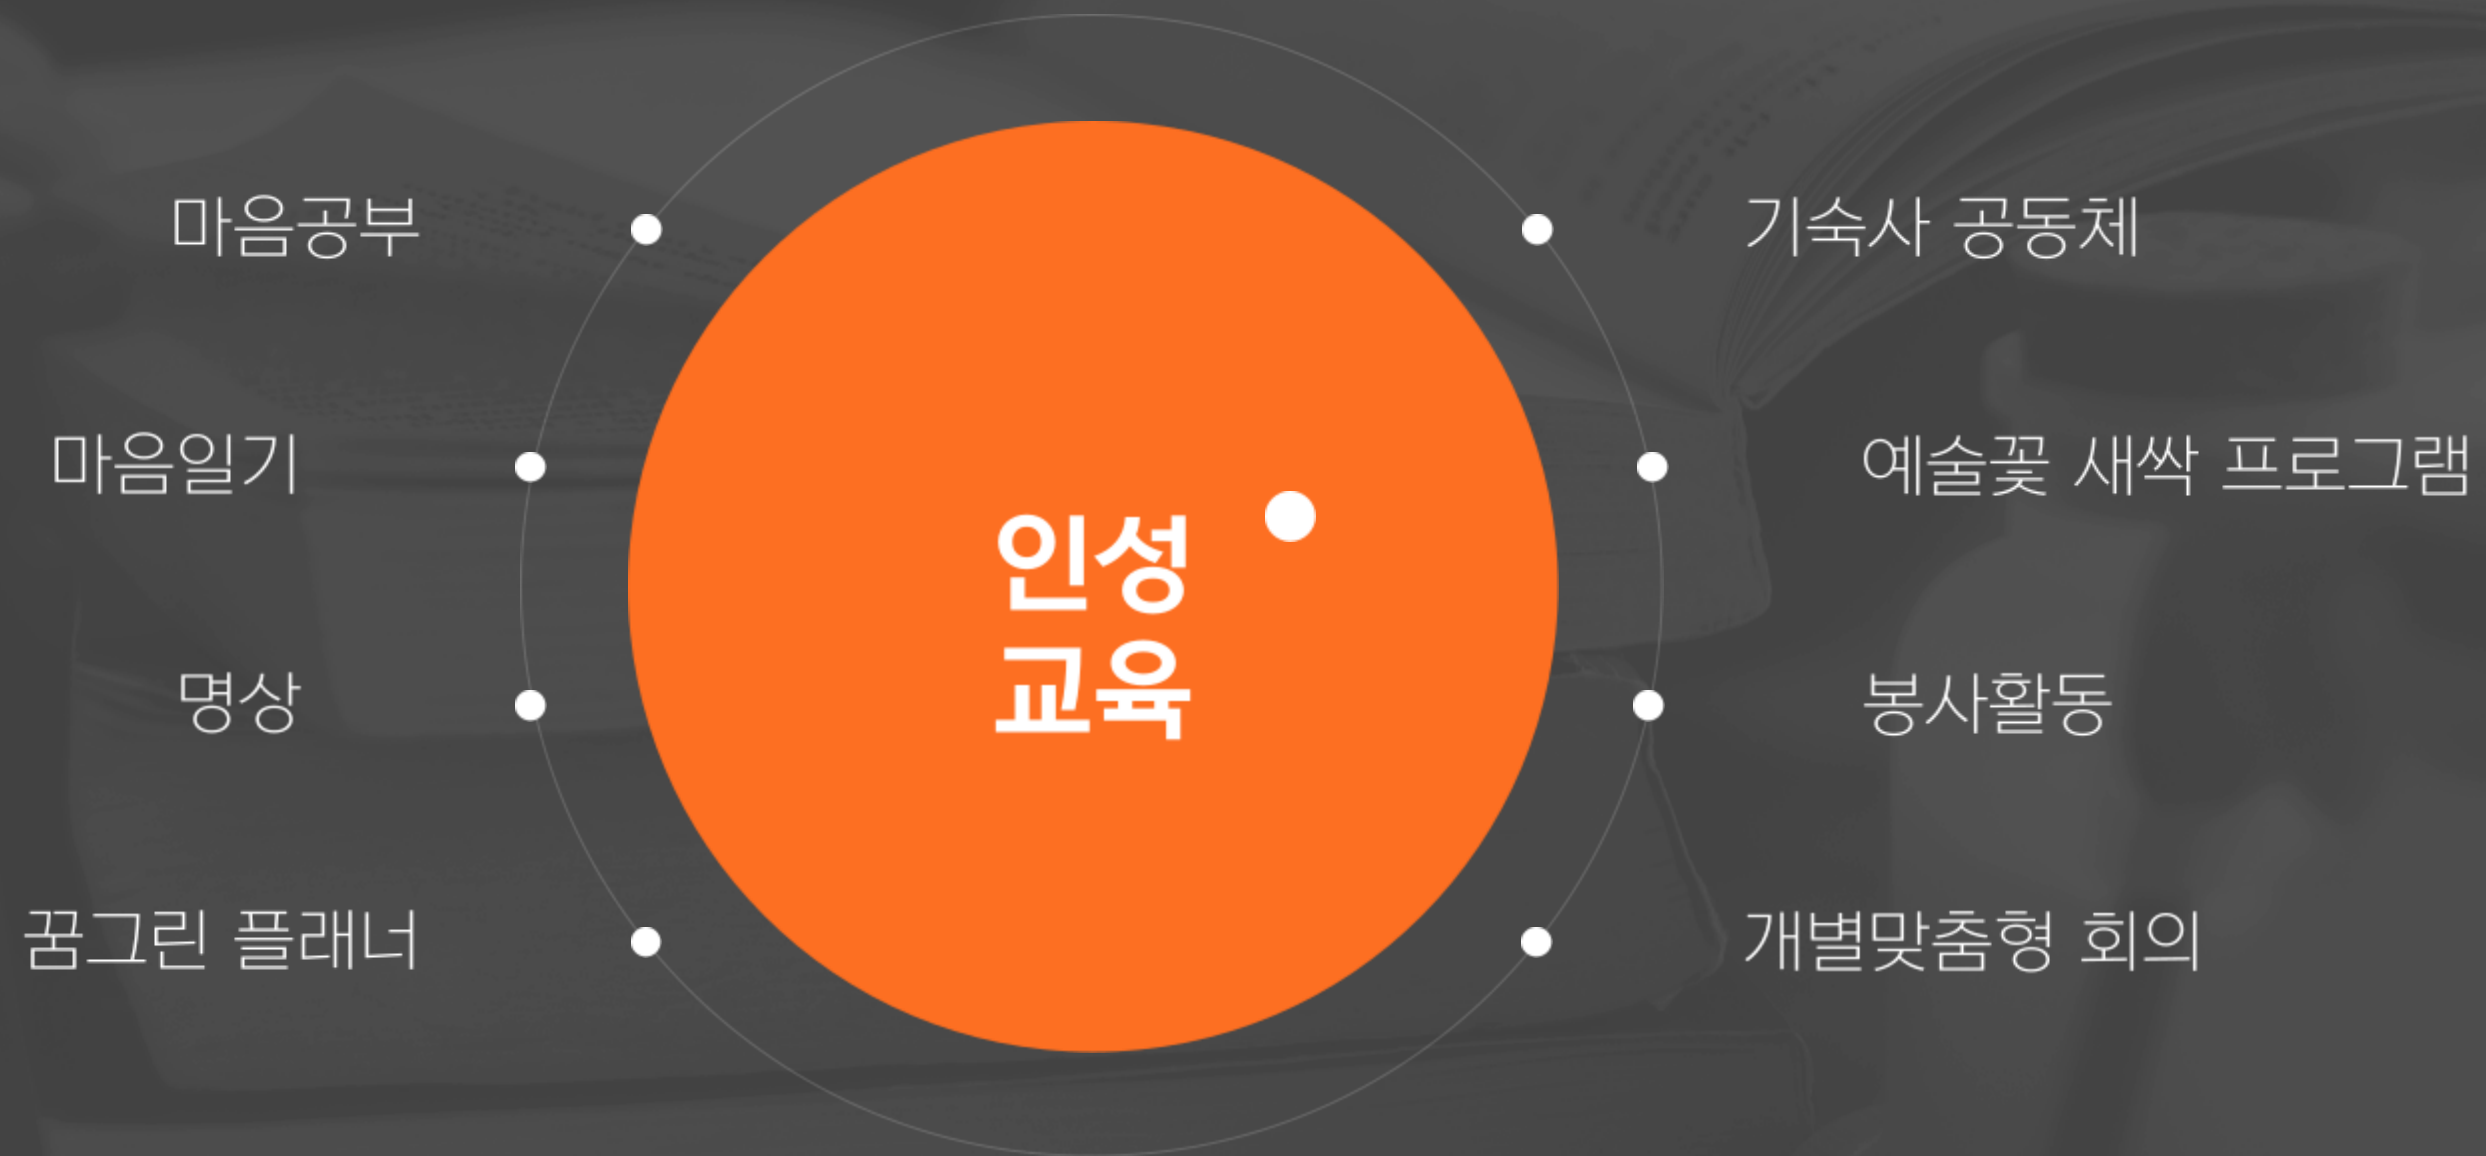 마음공부
마음일기
명상
꿈그린 플래너
인성
교육
기숙사 공동체
예술꽃 새싹 프로그램
봉사활동
개별맞춤형 회의